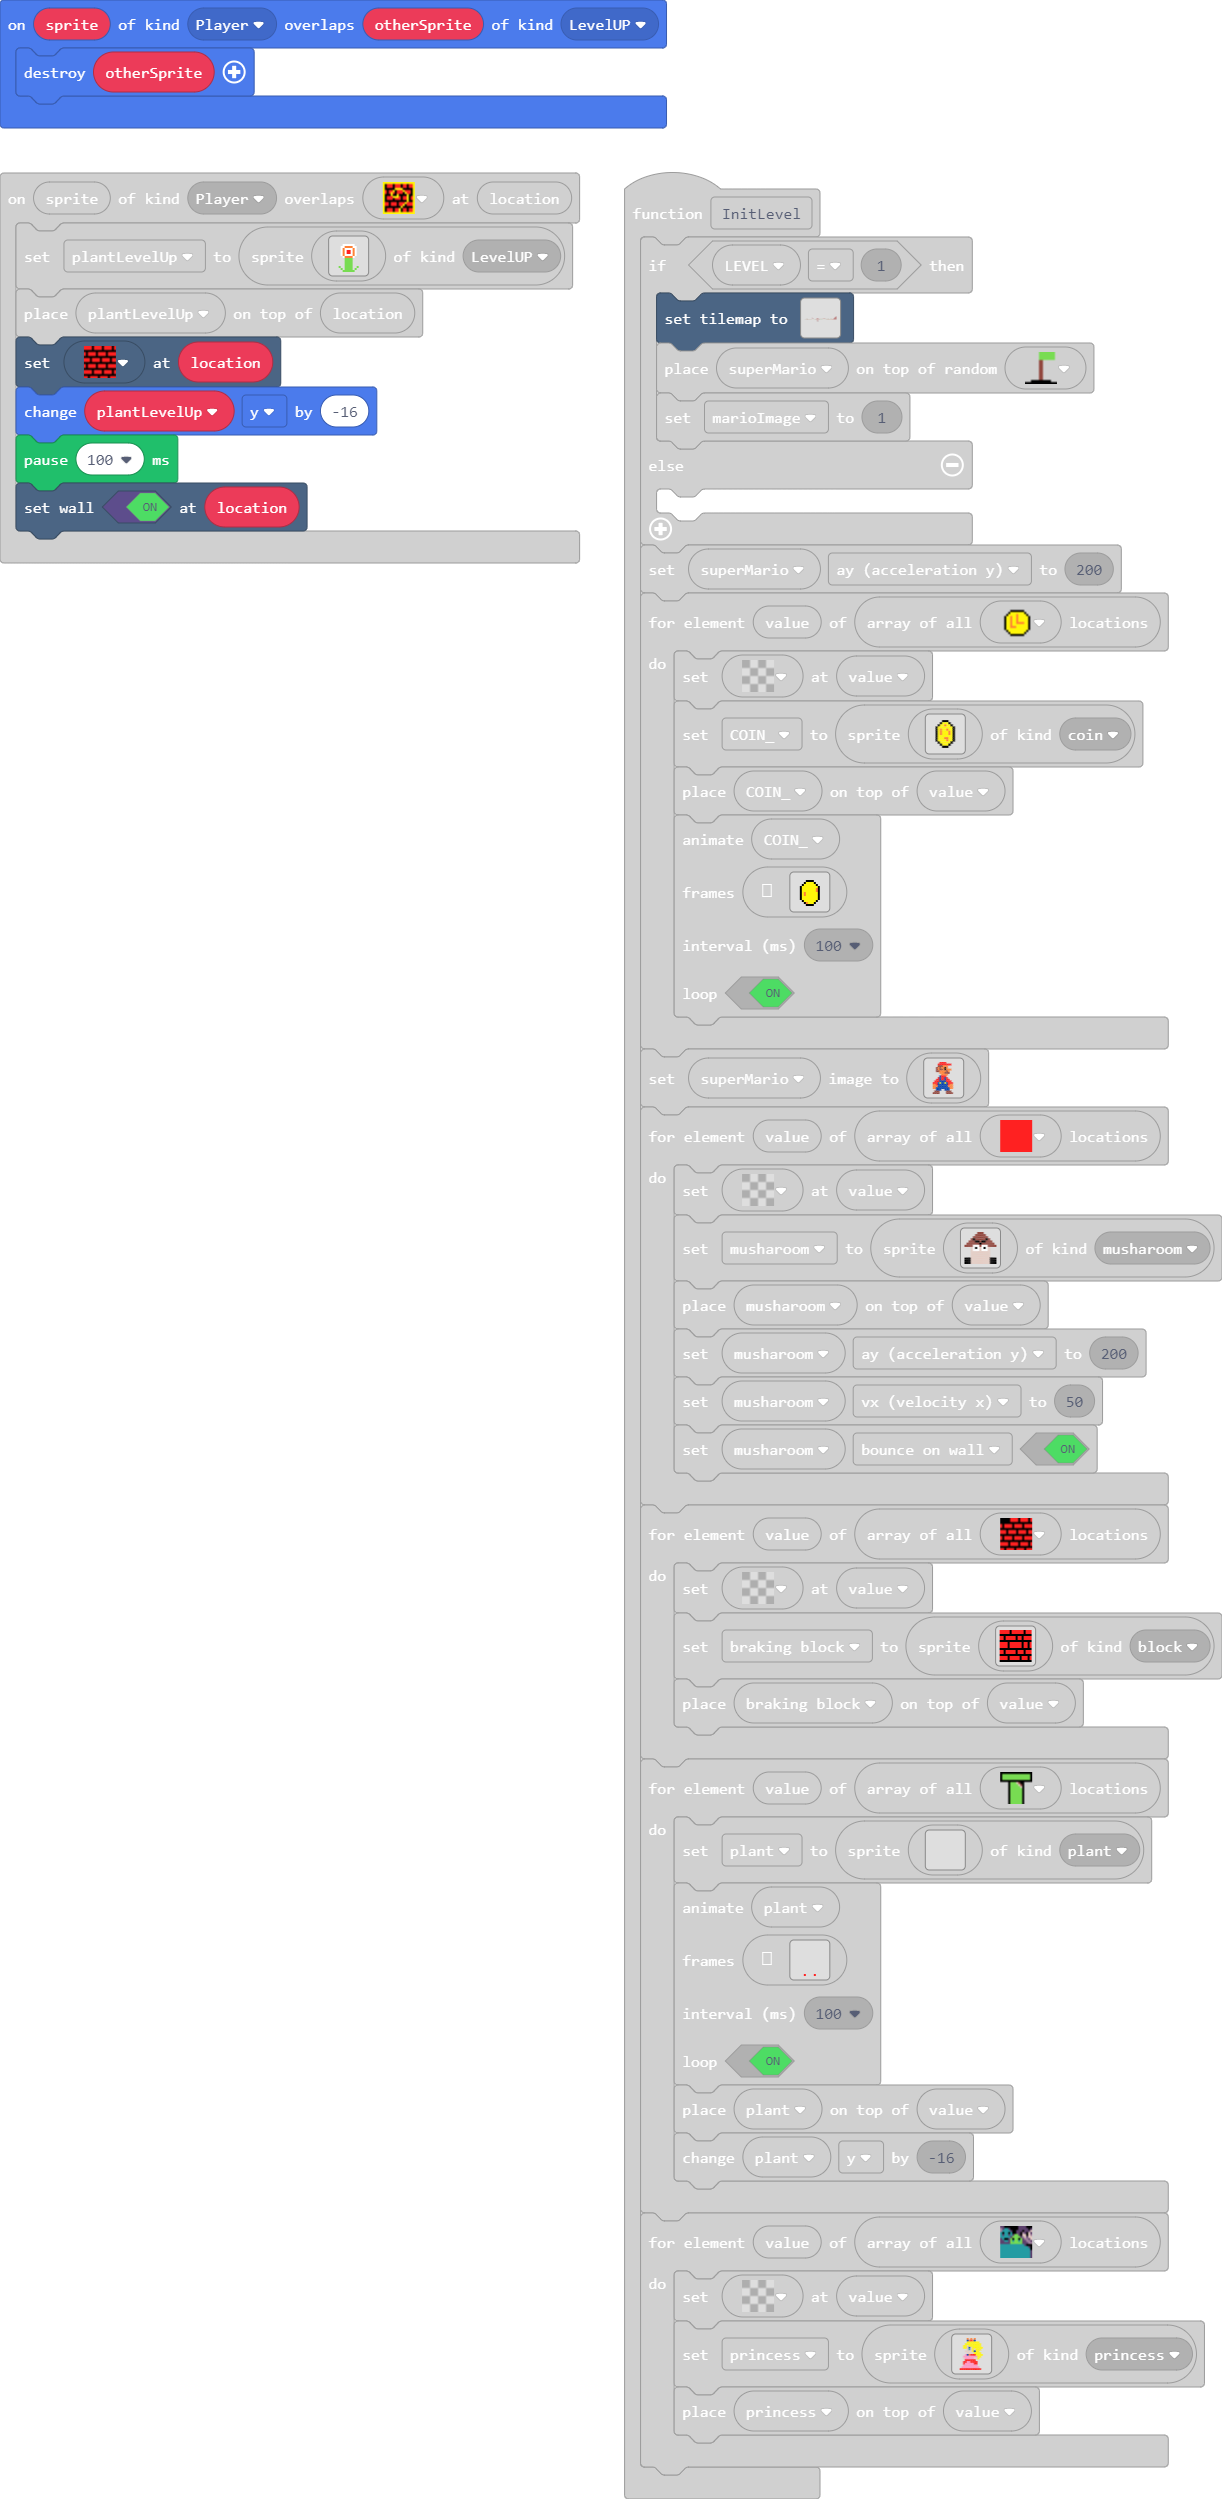 on sprite of kind Player overlaps otherSprite of kind LevelUP
destroy otherSprite
on sprite of kind Player overlaps at location
set plantLevelUp to sprite of kind LevelUP
place plantLevelUp on top of location
set at location
change plantLevelUp y by -16
pause 100 ms
set wall ON at location
function InitLevel
if LEVEL = 1 then
set tilemap to
place superMario on top of random
set marioImage to 1
else
set superMario ay (acceleration y) to 200
for element value of array of all locations
do set at value
set COIN_ to sprite of kind coin
place COIN_ on top of value
animate COIN_
frames
interval (ms) 100
loop ON
set superMario image to
for element value of array of all locations
do set at value
set musharoom to sprite of kind musharoom
place musharoom on top of value
set musharoom ay (acceleration y) to 200
set musharoom vx (velocity x) to 50
set musharoom bounce on wall ON
for element value of array of all locations
do set at value
set braking block to sprite of kind block
place braking block on top of value
for element value of array of all locations
do set plant to sprite of kind plant
animate plant
frames
interval (ms) 100
loop ON
place plant on top of value
change plant y by -16
for element value of array of all locations
do set at value
set princess to sprite of kind princess
place princess on top of value